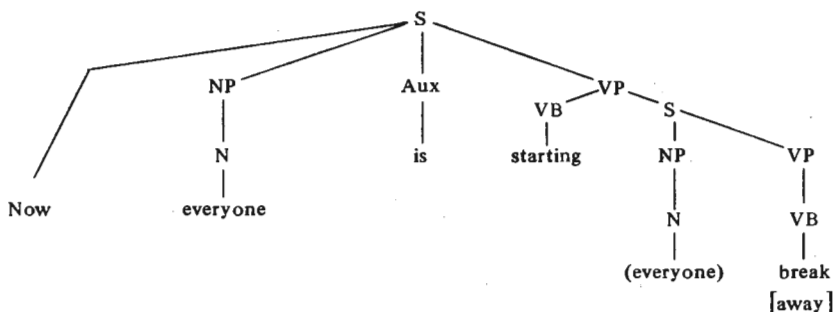 S
NP Aux VP
VB S
N is starting NP VP
Now everyone N VB
(everyone) break
[away]